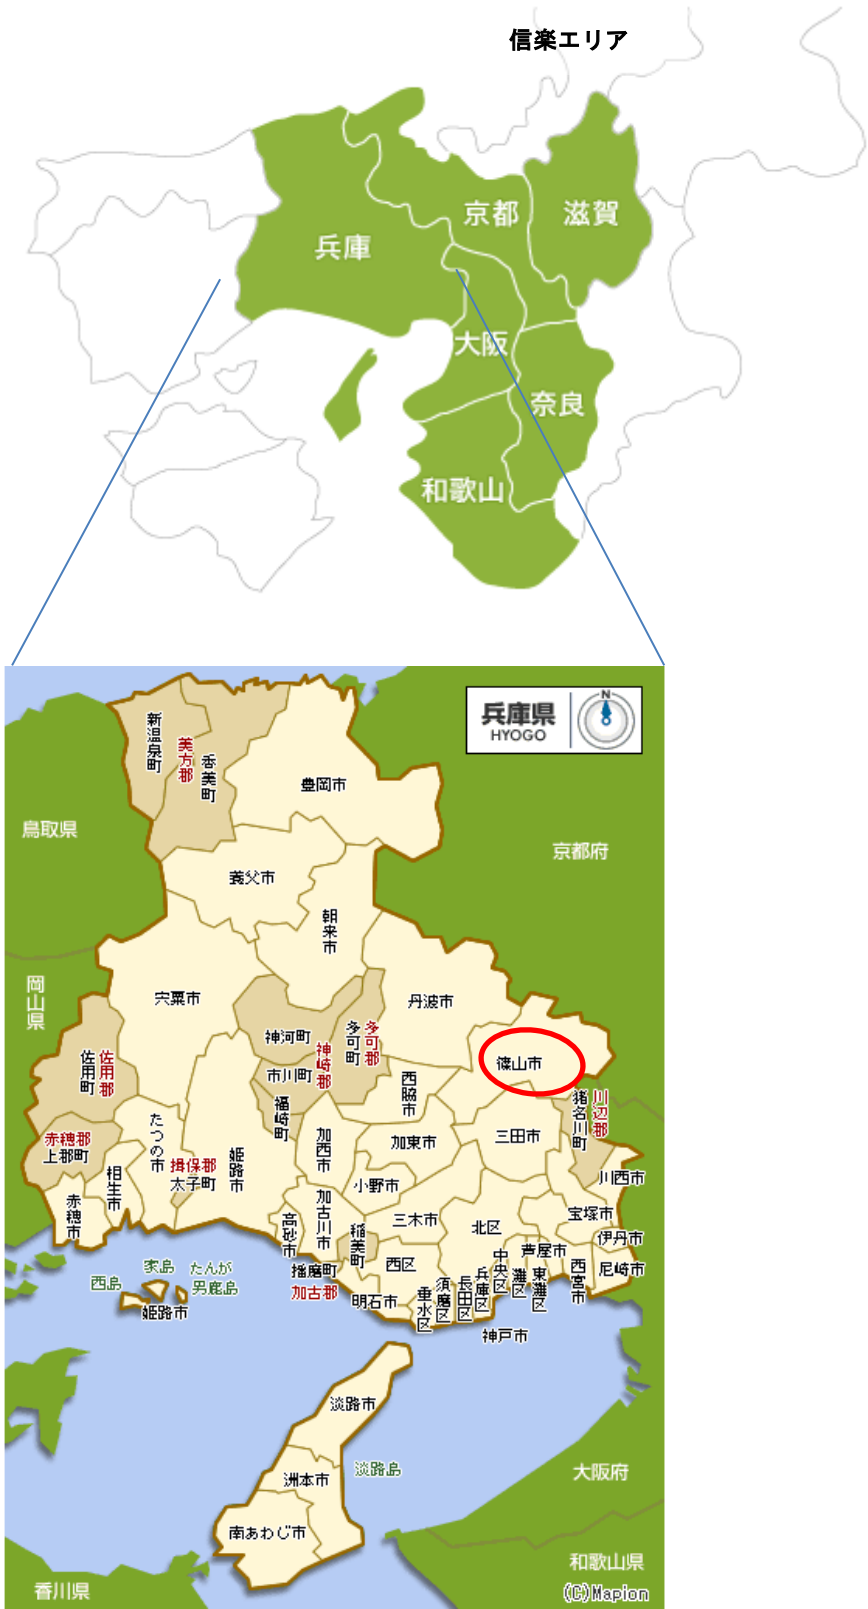 信楽エリア
兵庫
京都
滋賀
大阪
奈良
和歌山
兵庫県
HYOGO
N
新温泉町
美方郡
香美町
豊岡市
鳥取県
京都府
養父市
朝来市
岡山県
宍粟市
丹波市
神河町
多可町
多可郡
篠山市
佐用町
佐用郡
市川町
神崎郡
西脇市
猪名川町
川辺郡
福崎町
赤穂郡
上郡町
たつの市
揖保郡
太子町
姫路市
加西市
加東市
三田市
相生市
赤穂市
小野市
川西市
高砂市
加古川市
稲美町
三木市
北区
宝塚市
伊丹市
播磨町
加古郡
西区
明石市
垂水区
須磨区
長田区
兵庫区
中央区
灘区
東灘区
芦屋市
西宮市
尼崎市
神戸市
西島
家島
たんが
男鹿島
姫路市
淡路市
洲本市
淡路島
南あわじ市
大阪府
和歌山県
香川県
(C)Mapion